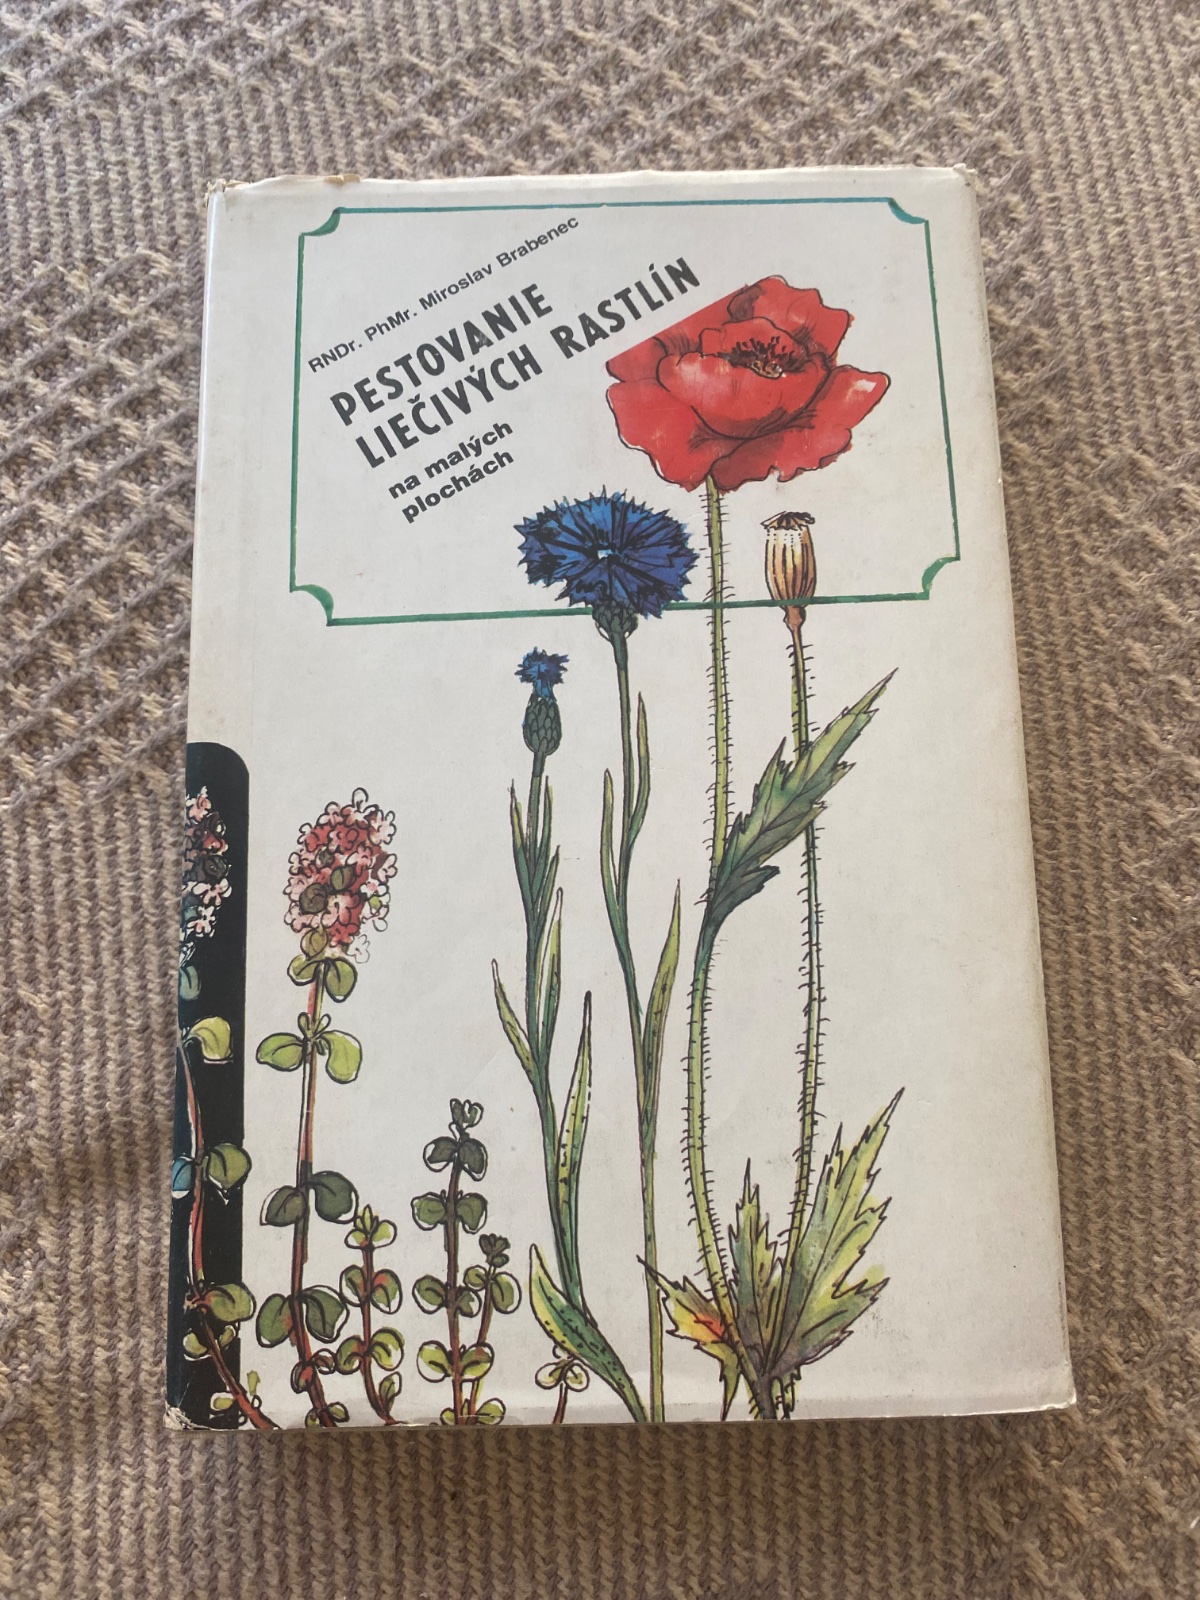 RNDr. PhMr. Miroslav Brabenec
PESTOVANIE
LIEČIVÝCH RASTLÍN
na malých
plochách